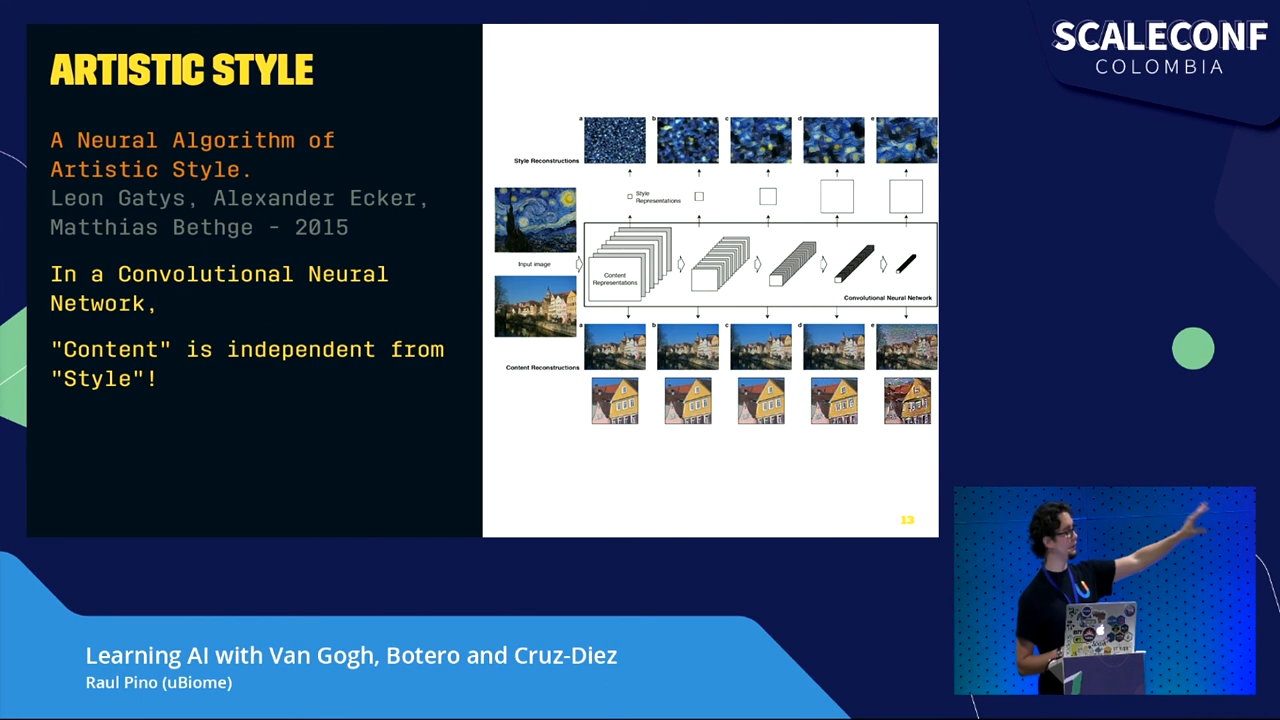 SCALECONF
COLOMBIA
ARTISTIC STYLE
A Neural Algorithm of
Artistic Style.
Leon Gatys, Alexander Ecker,
Matthias Bethge - 2015
In a Convolutional Neural
Network,
"Content" is independent from
"Style"!
a b c d e
Style Reconstructions
Style
Representations
Input image
Content
Representations
Convolutional Neural Network
a b c d e
Content Reconstructions
13
Learning AI with Van Gogh, Botero and Cruz-Diez
Raul Pino (uBiome)